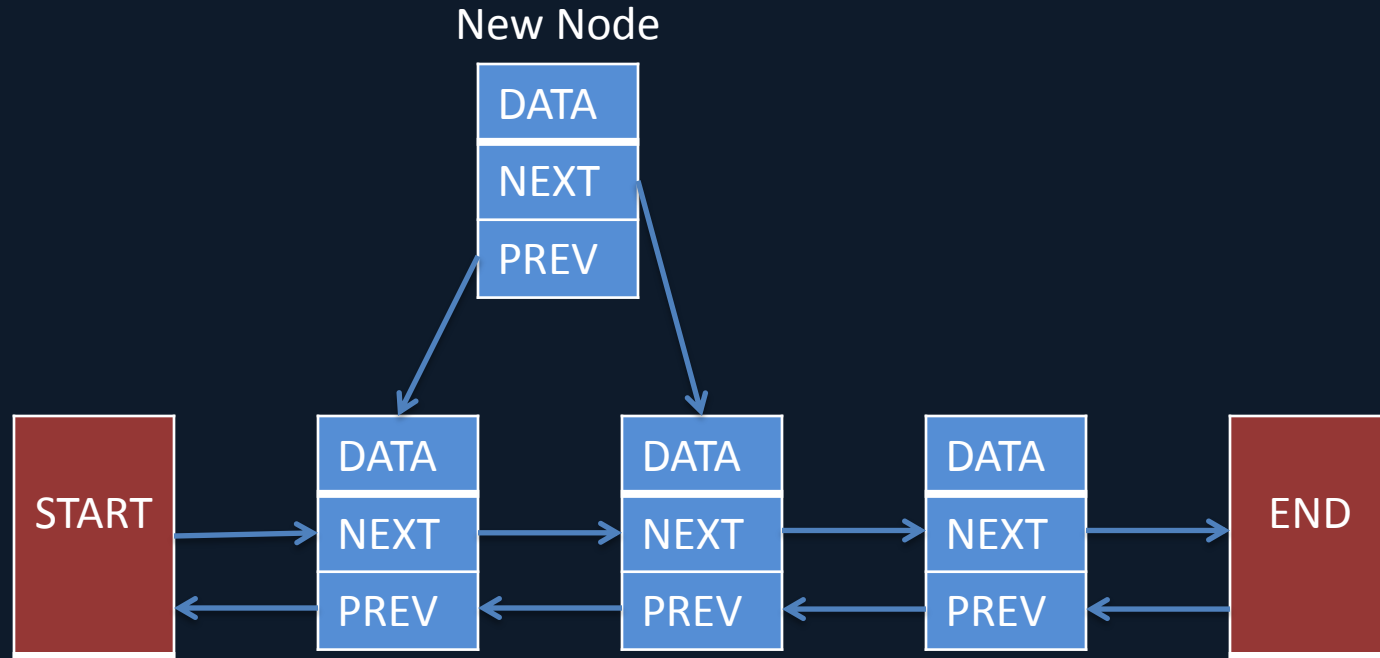 New Node
DATA
NEXT
PREV
START
DATA
NEXT
PREV
DATA
NEXT
PREV
DATA
NEXT
PREV
END